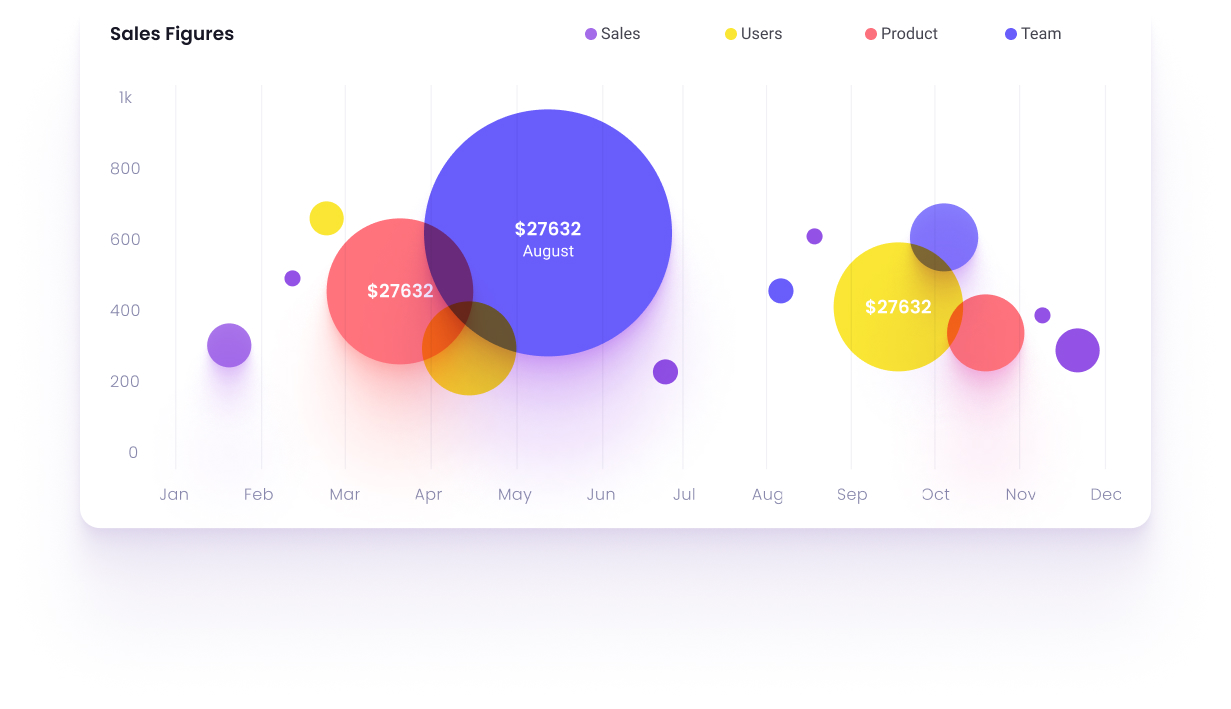 Sales Figures
Sales Users Product Team
1k
800
600
400
200
0
$27632
August
$27632
$27632
Jan Feb Mar Apr May Jun Jul Aug Sep Oct Nov Dec